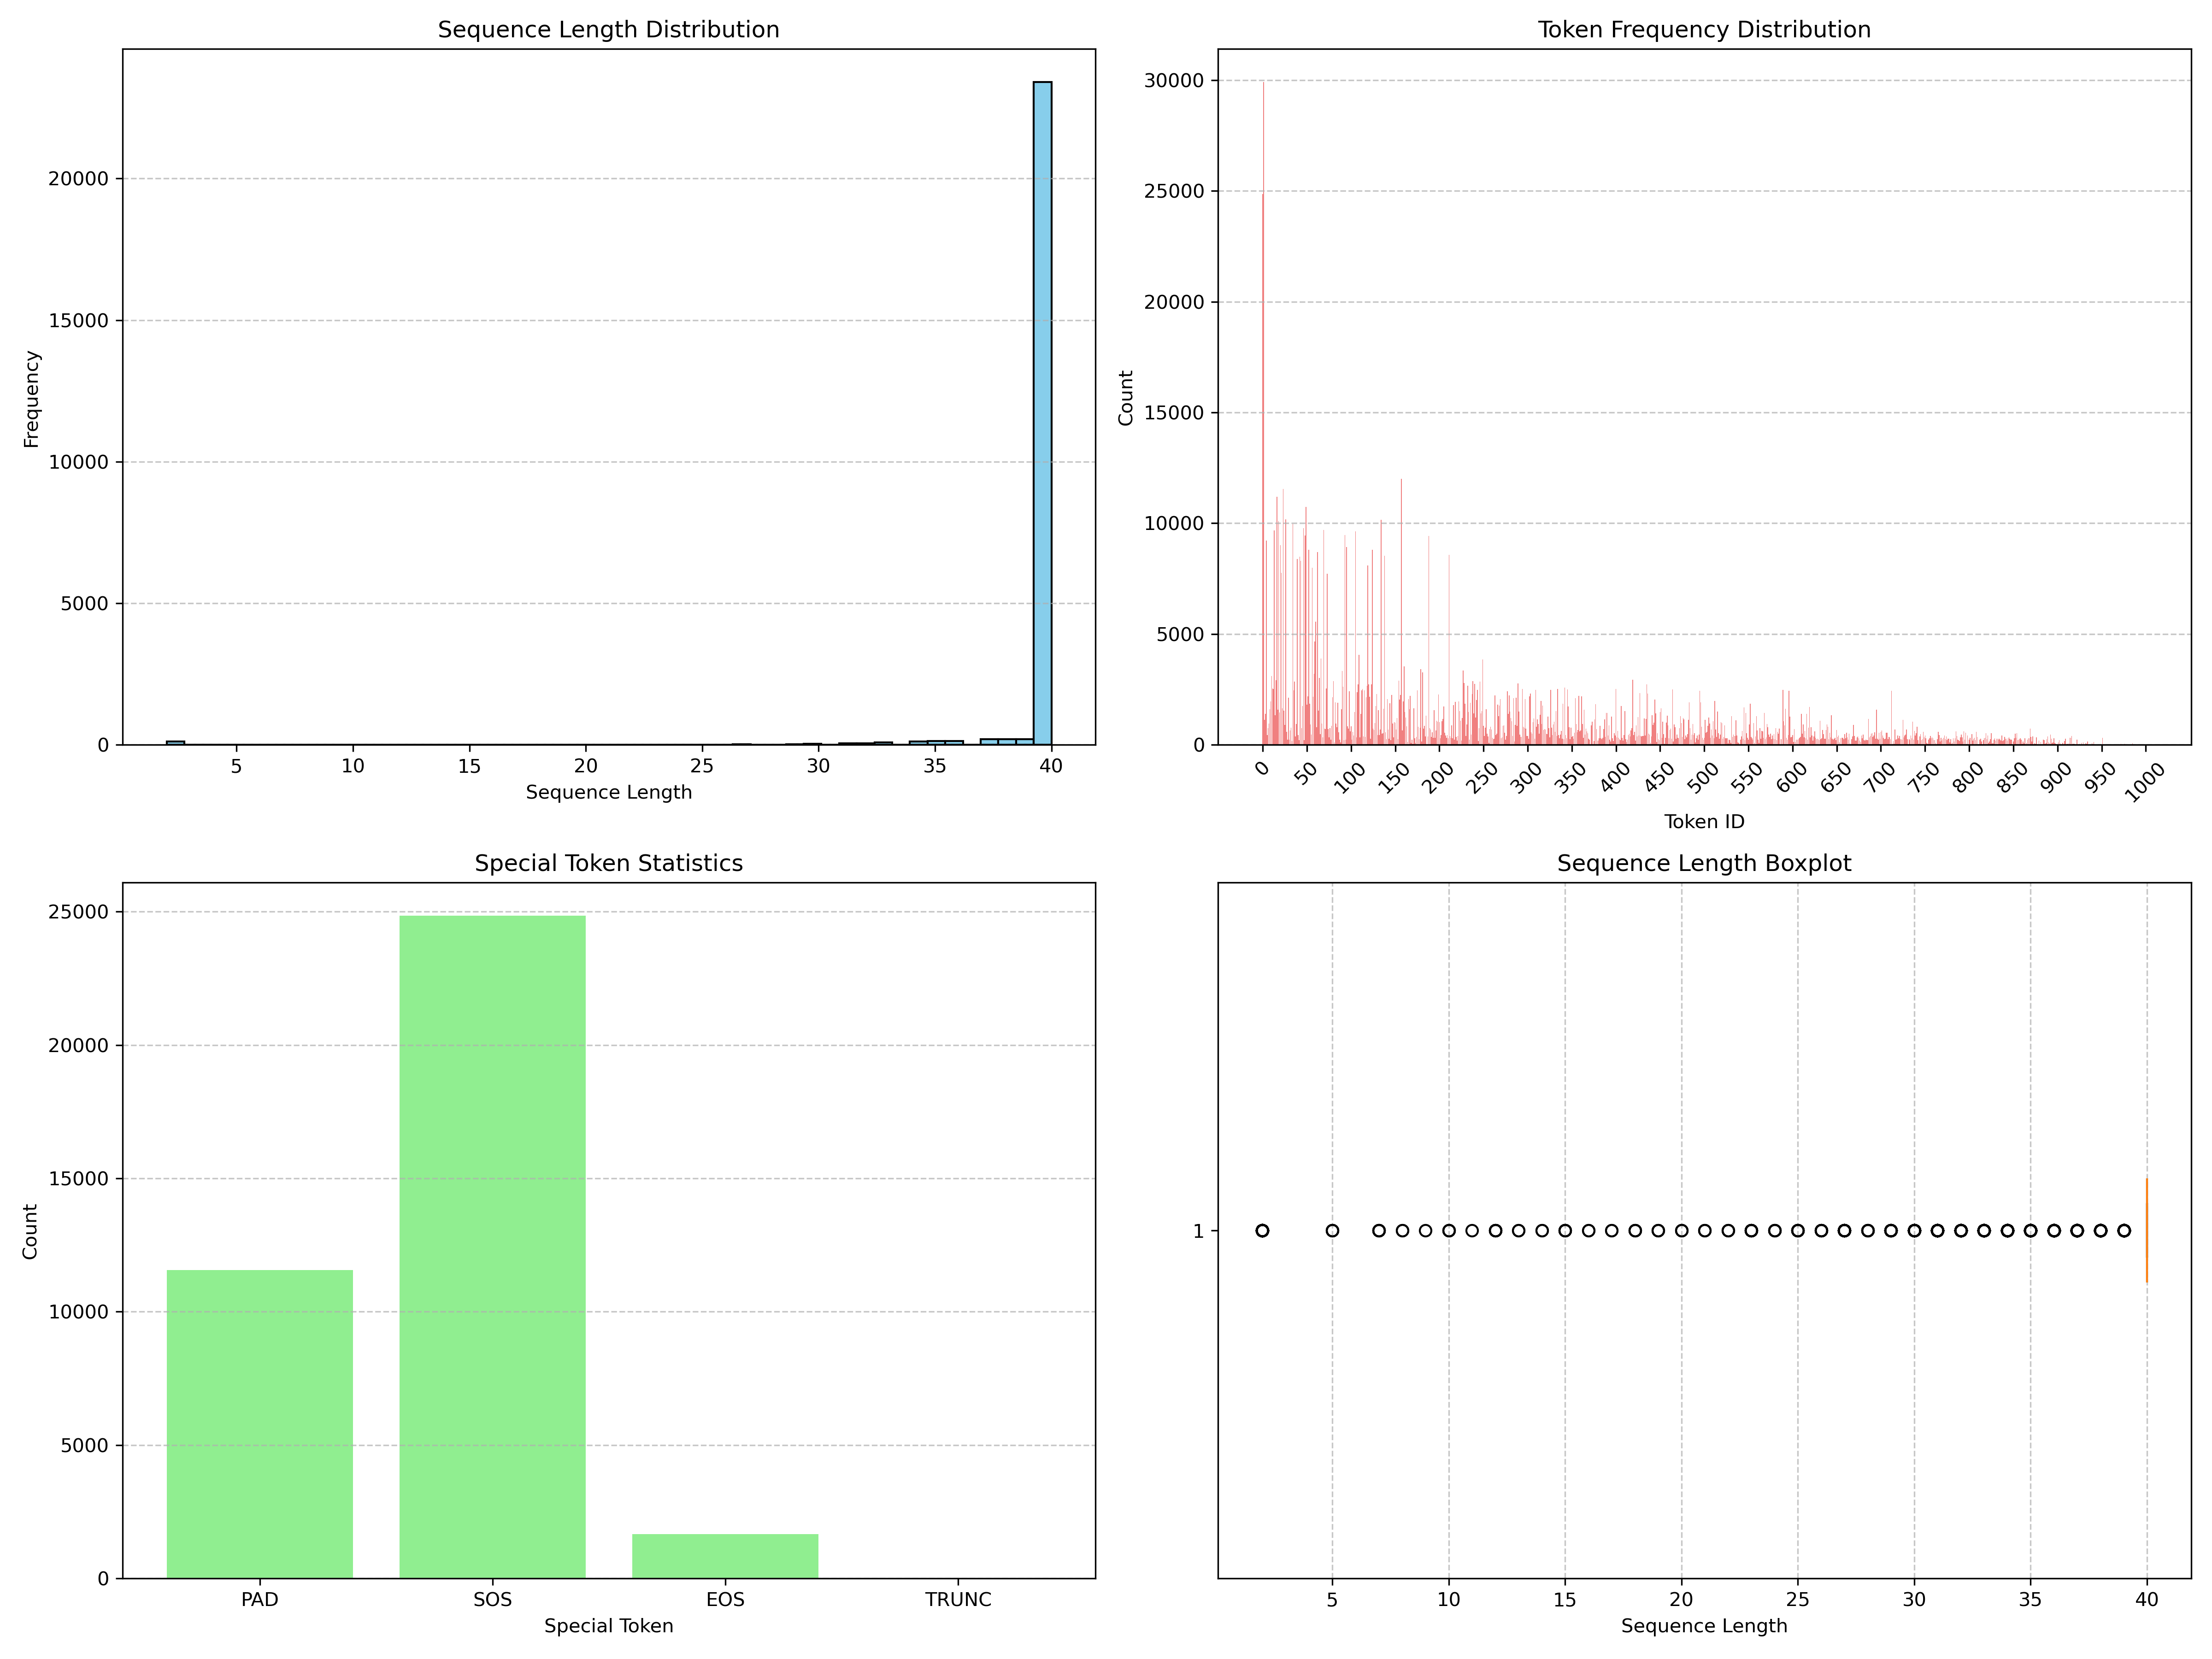 Sequence Length Distribution
Frequency
20000
15000
10000
5000
0
5 10 15 20 25 30 35 40
Sequence Length
Token Frequency Distribution
Count
30000
25000
20000
15000
10000
5000
0
0 50 100 150 200 250 300 350 400 450 500 550 600 650 700 750 800 850 900 950 1000
Token ID
Special Token Statistics
Count
25000
20000
15000
10000
5000
0
PAD SOS EOS TRUNC
Special Token
Sequence Length Boxplot
1
5 10 15 20 25 30 35 40
Sequence Length